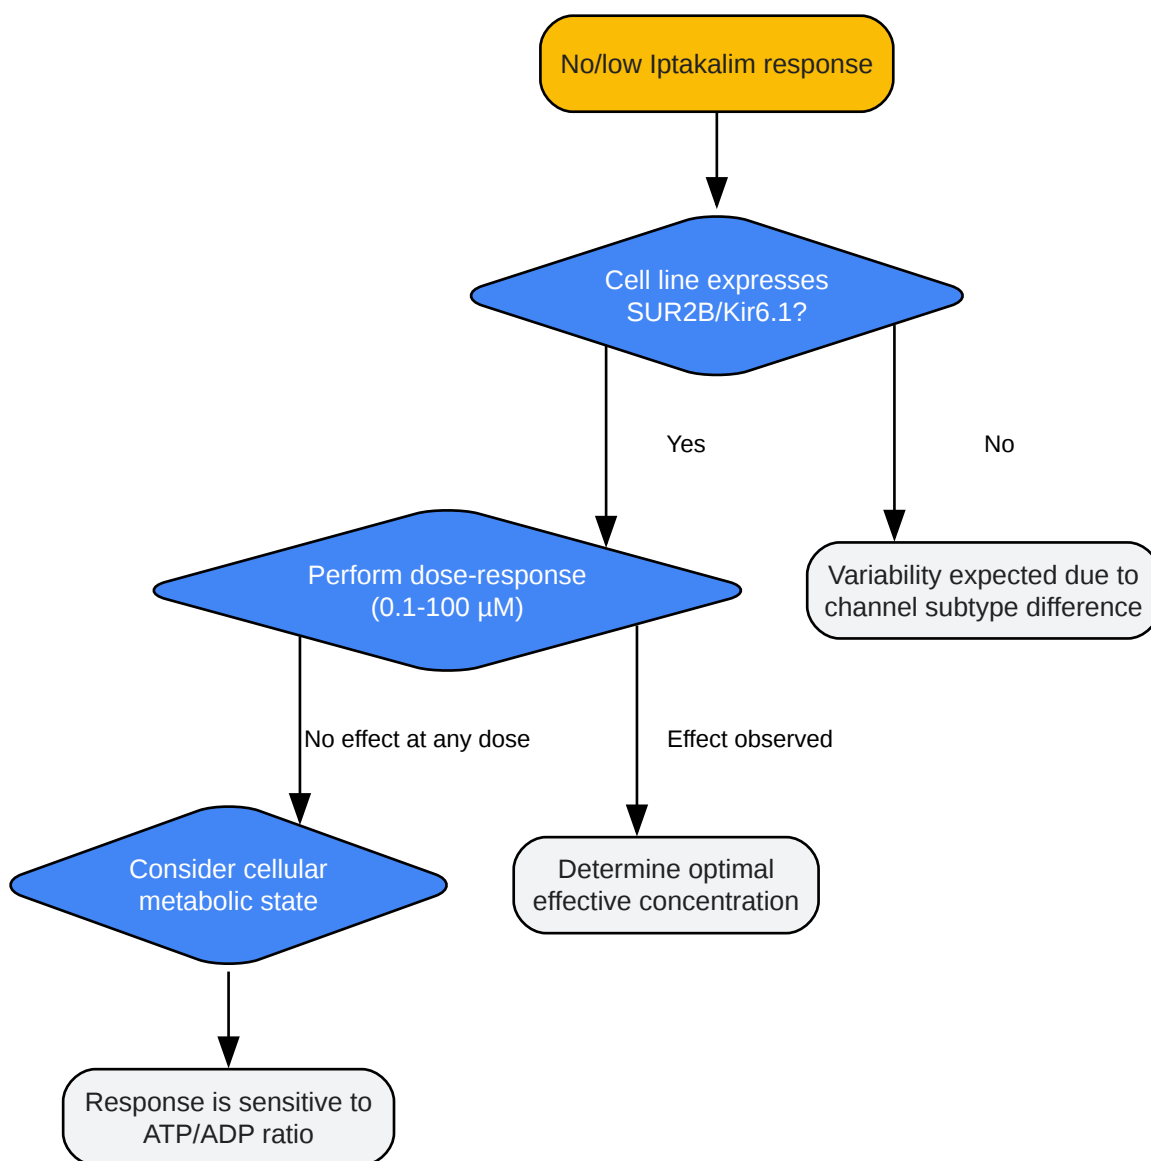 No/low Iptakalim response
Cell line expresses
SUR2B/Kir6.1?
Yes
No
Perform dose-response
(0.1-100 µM)
Variability expected due to
channel subtype difference
No effect at any dose
Effect observed
Consider cellular
metabolic state
Determine optimal
effective concentration
Response is sensitive to
ATP/ADP ratio